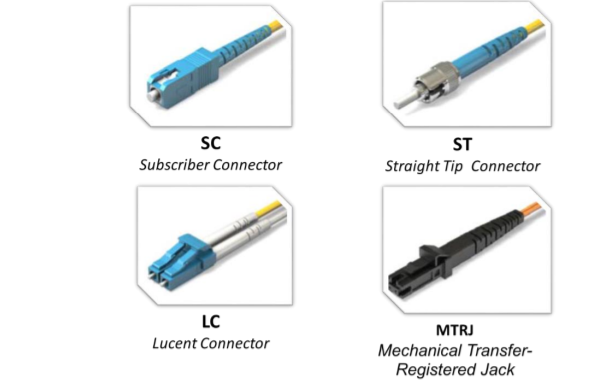 SC
Subscriber Connector
ST
Straight Tip  Connector
LC
Lucent Connector
MTRJ
Mechanical Transfer-
Registered Jack